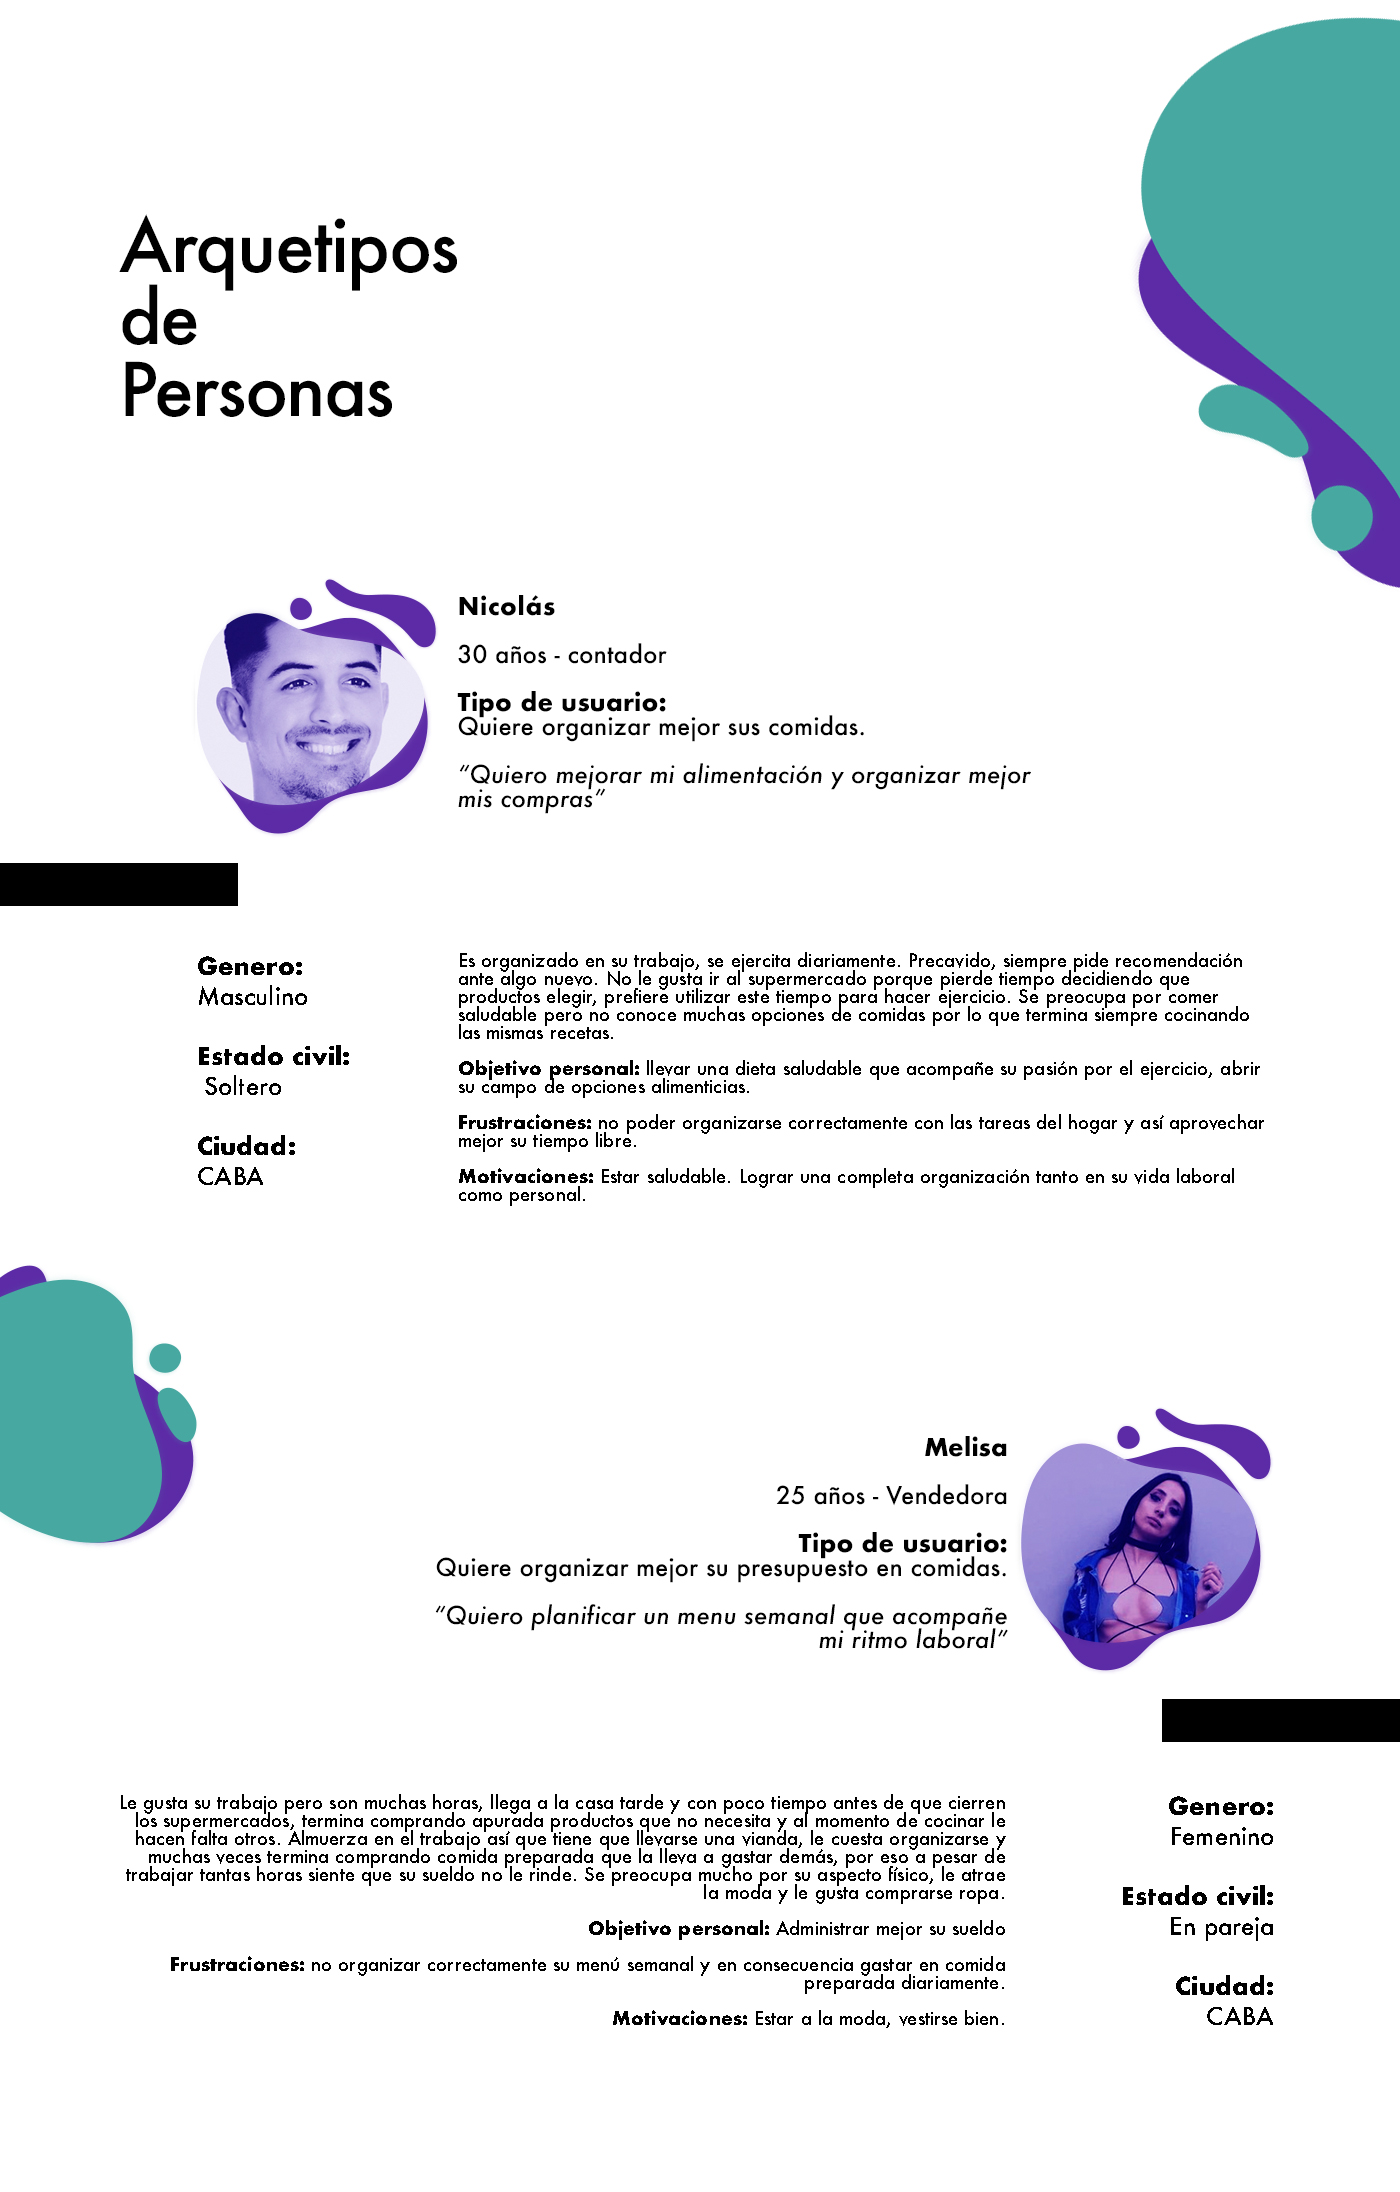 Arquetipos
de
Personas
Nicolás
30 años - contador
Tipo de usuario:
Quiere organizar mejor sus comidas.
“Quiero mejorar mi alimentación y organizar mejor
mis compras”
Genero:
Masculino
Estado civil:
Soltero
Ciudad:
CABA
Es organizado en su trabajo, se ejercita diariamente. Precavido, siempre pide recomendación
ante algo nuevo. No le gusta ir al supermercado porque pierde tiempo decidiendo que
productos elegir, prefiere utilizar este tiempo para hacer ejercicio. Se preocupa por comer
saludable pero no conoce muchas opciones de comidas por lo que termina siempre cocinando
las mismas recetas.
Objetivo personal: llevar una dieta saludable que acompañe su pasión por el ejercicio, abrir
su campo de opciones alimenticias.
Frustraciones: no poder organizarse correctamente con las tareas del hogar y así aprovechar
mejor su tiempo libre.
Motivaciones: Estar saludable. Lograr una completa organización tanto en su vida laboral
como personal.
Melisa
25 años - Vendedora
Tipo de usuario:
Quiere organizar mejor su presupuesto en comidas.
“Quiero planificar un menu semanal que acompañe
mi ritmo laboral”
Le gusta su trabajo pero son muchas horas, llega a la casa tarde y con poco tiempo antes de que cierren
los supermercados, termina comprando apurada productos que no necesita y al momento de cocinar le
hacen falta otros. Almuerza en el trabajo así que tiene que llevarse una vianda, le cuesta organizarse y
muchas veces termina comprando comida preparada que la lleva a gastar demás, por eso a pesar de
trabajar tantas horas siente que su sueldo no le rinde. Se preocupa mucho por su aspecto físico, le atrae
la moda y le gusta comprarse ropa.
Objetivo personal: Administrar mejor su sueldo
Frustraciones: no organizar correctamente su menú semanal y en consecuencia gastar en comida
preparada diariamente.
Motivaciones: Estar a la moda, vestirse bien.
Genero:
Femenino
Estado civil:
En pareja
Ciudad:
CABA